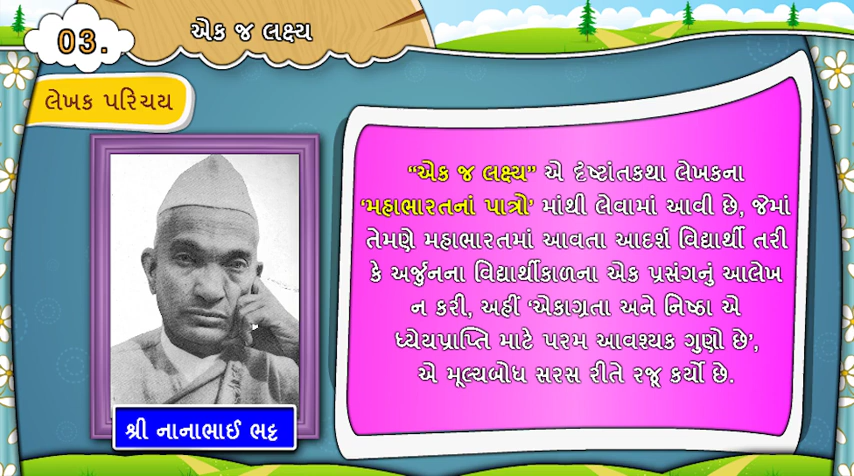 03.
એક જ લક્ષ્ય
લેખક પરિચય
“એક જ લક્ષ્ય” એ દૃષ્ટાંતકથા લેખકના
‘મહાભારતનાં પાત્રો’ માંથી લેવામાં આવી છે, જેમાં
તેમણે મહાભારતમાં આવતા આદર્શ વિદ્યાર્થી તરી
કે અર્જુનના વિદ્યાર્થીકાળના એક પ્રસંગનું આલેખ
ન કરી, અહીં ‘એકાગ્રતા અને નિષ્ઠા એ
ધ્યેયપ્રાપ્તિ માટે પરમ આવશ્યક ગુણો છે’,
એ મૂલ્યબોધ સરસ રીતે રજૂ કર્યો છે.
શ્રી નાનાભાઈ ભટ્ટ